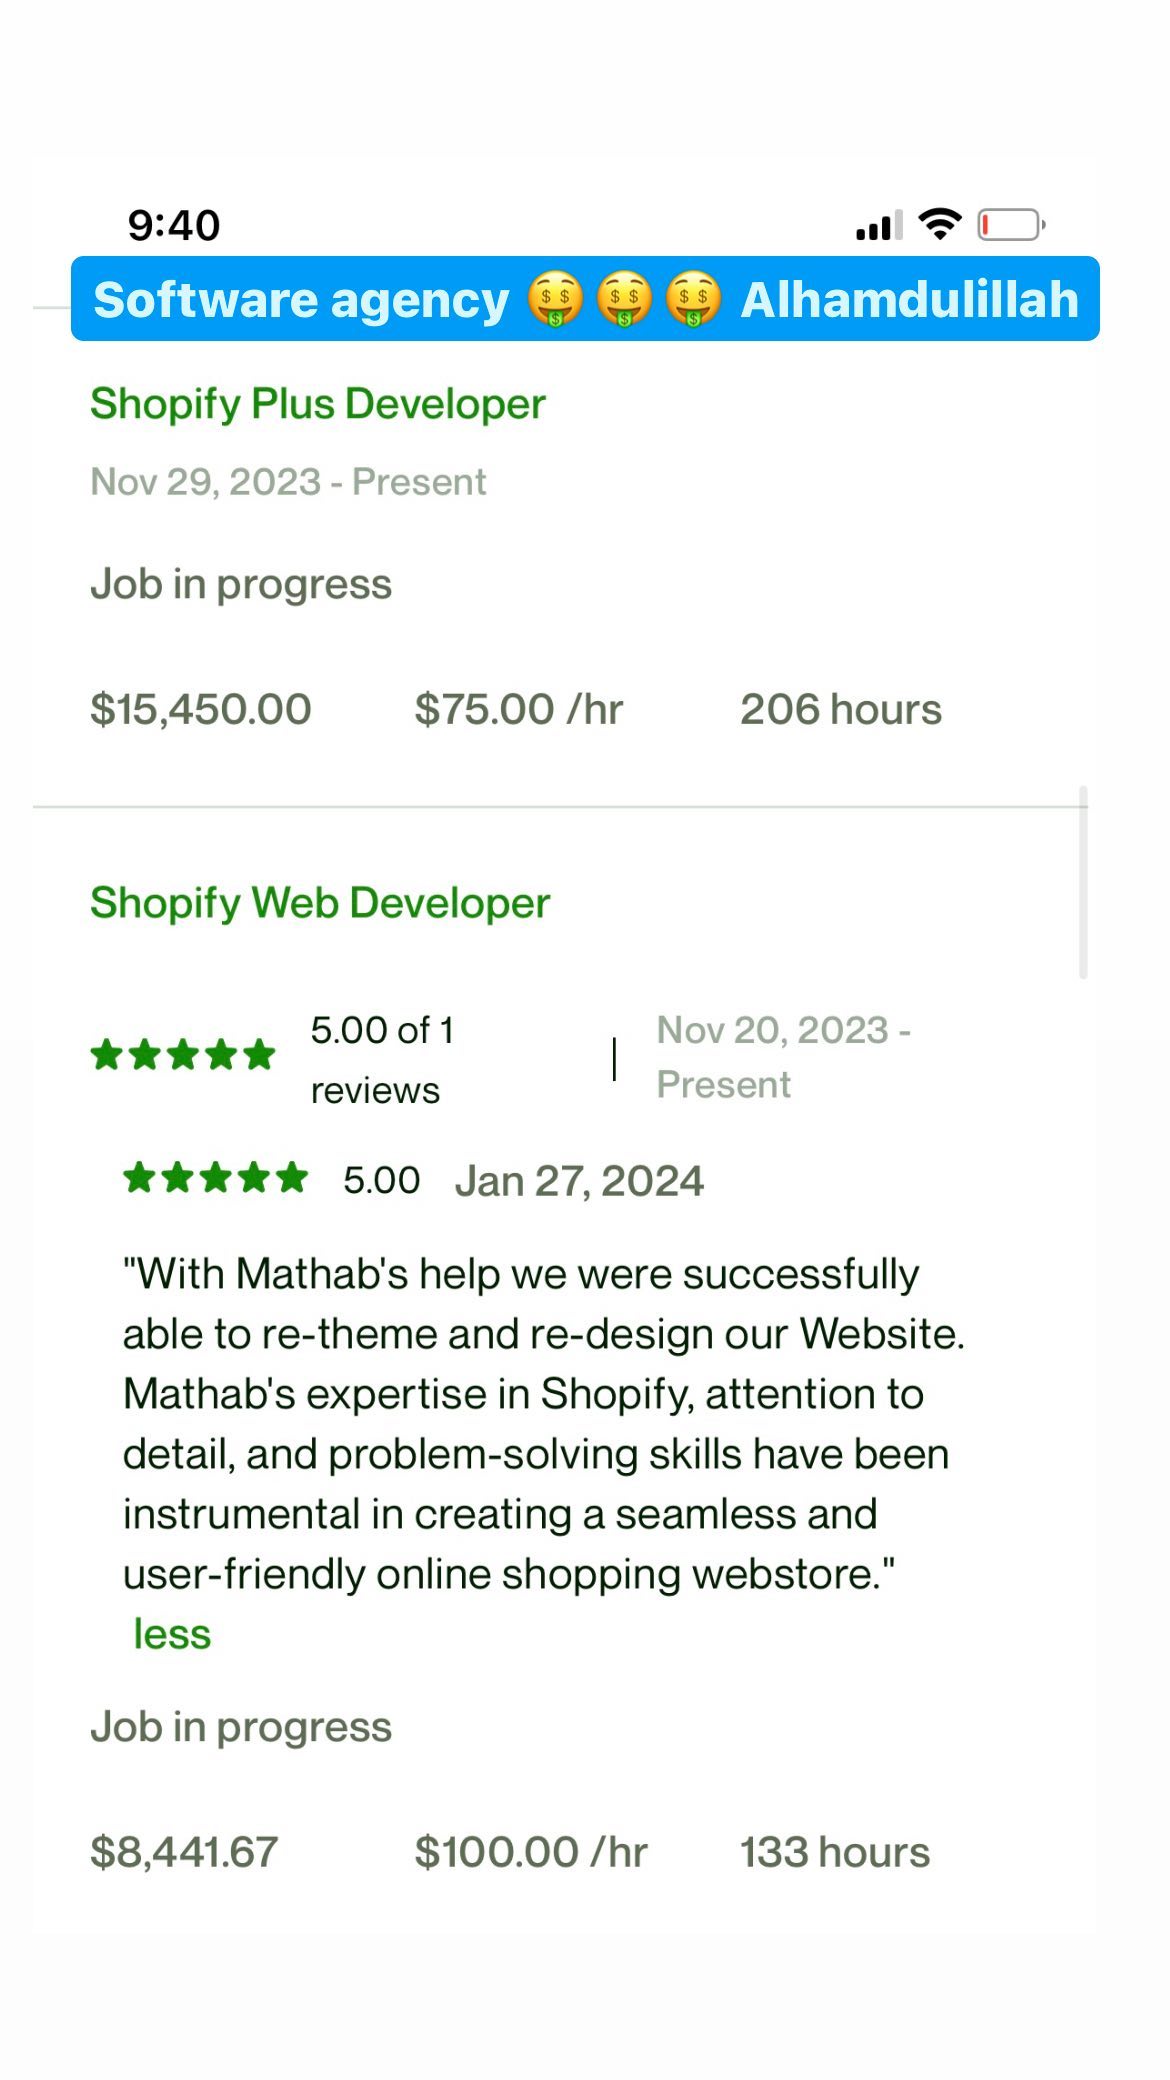 9:40
Software agency 🤑🤑🤑 Alhamdulillah
Shopify Plus Developer
Nov 29, 2023 - Present
Job in progress
$15,450.00 $75.00 /hr 206 hours
Shopify Web Developer
5.00 of 1
reviews
|
Nov 20, 2023 -
Present
5.00 Jan 27, 2024
"With Mathab's help we were successfully
able to re-theme and re-design our Website.
Mathab's expertise in Shopify, attention to
detail, and problem-solving skills have been
instrumental in creating a seamless and
user-friendly online shopping webstore."
less
Job in progress
$8,441.67 $100.00 /hr 133 hours